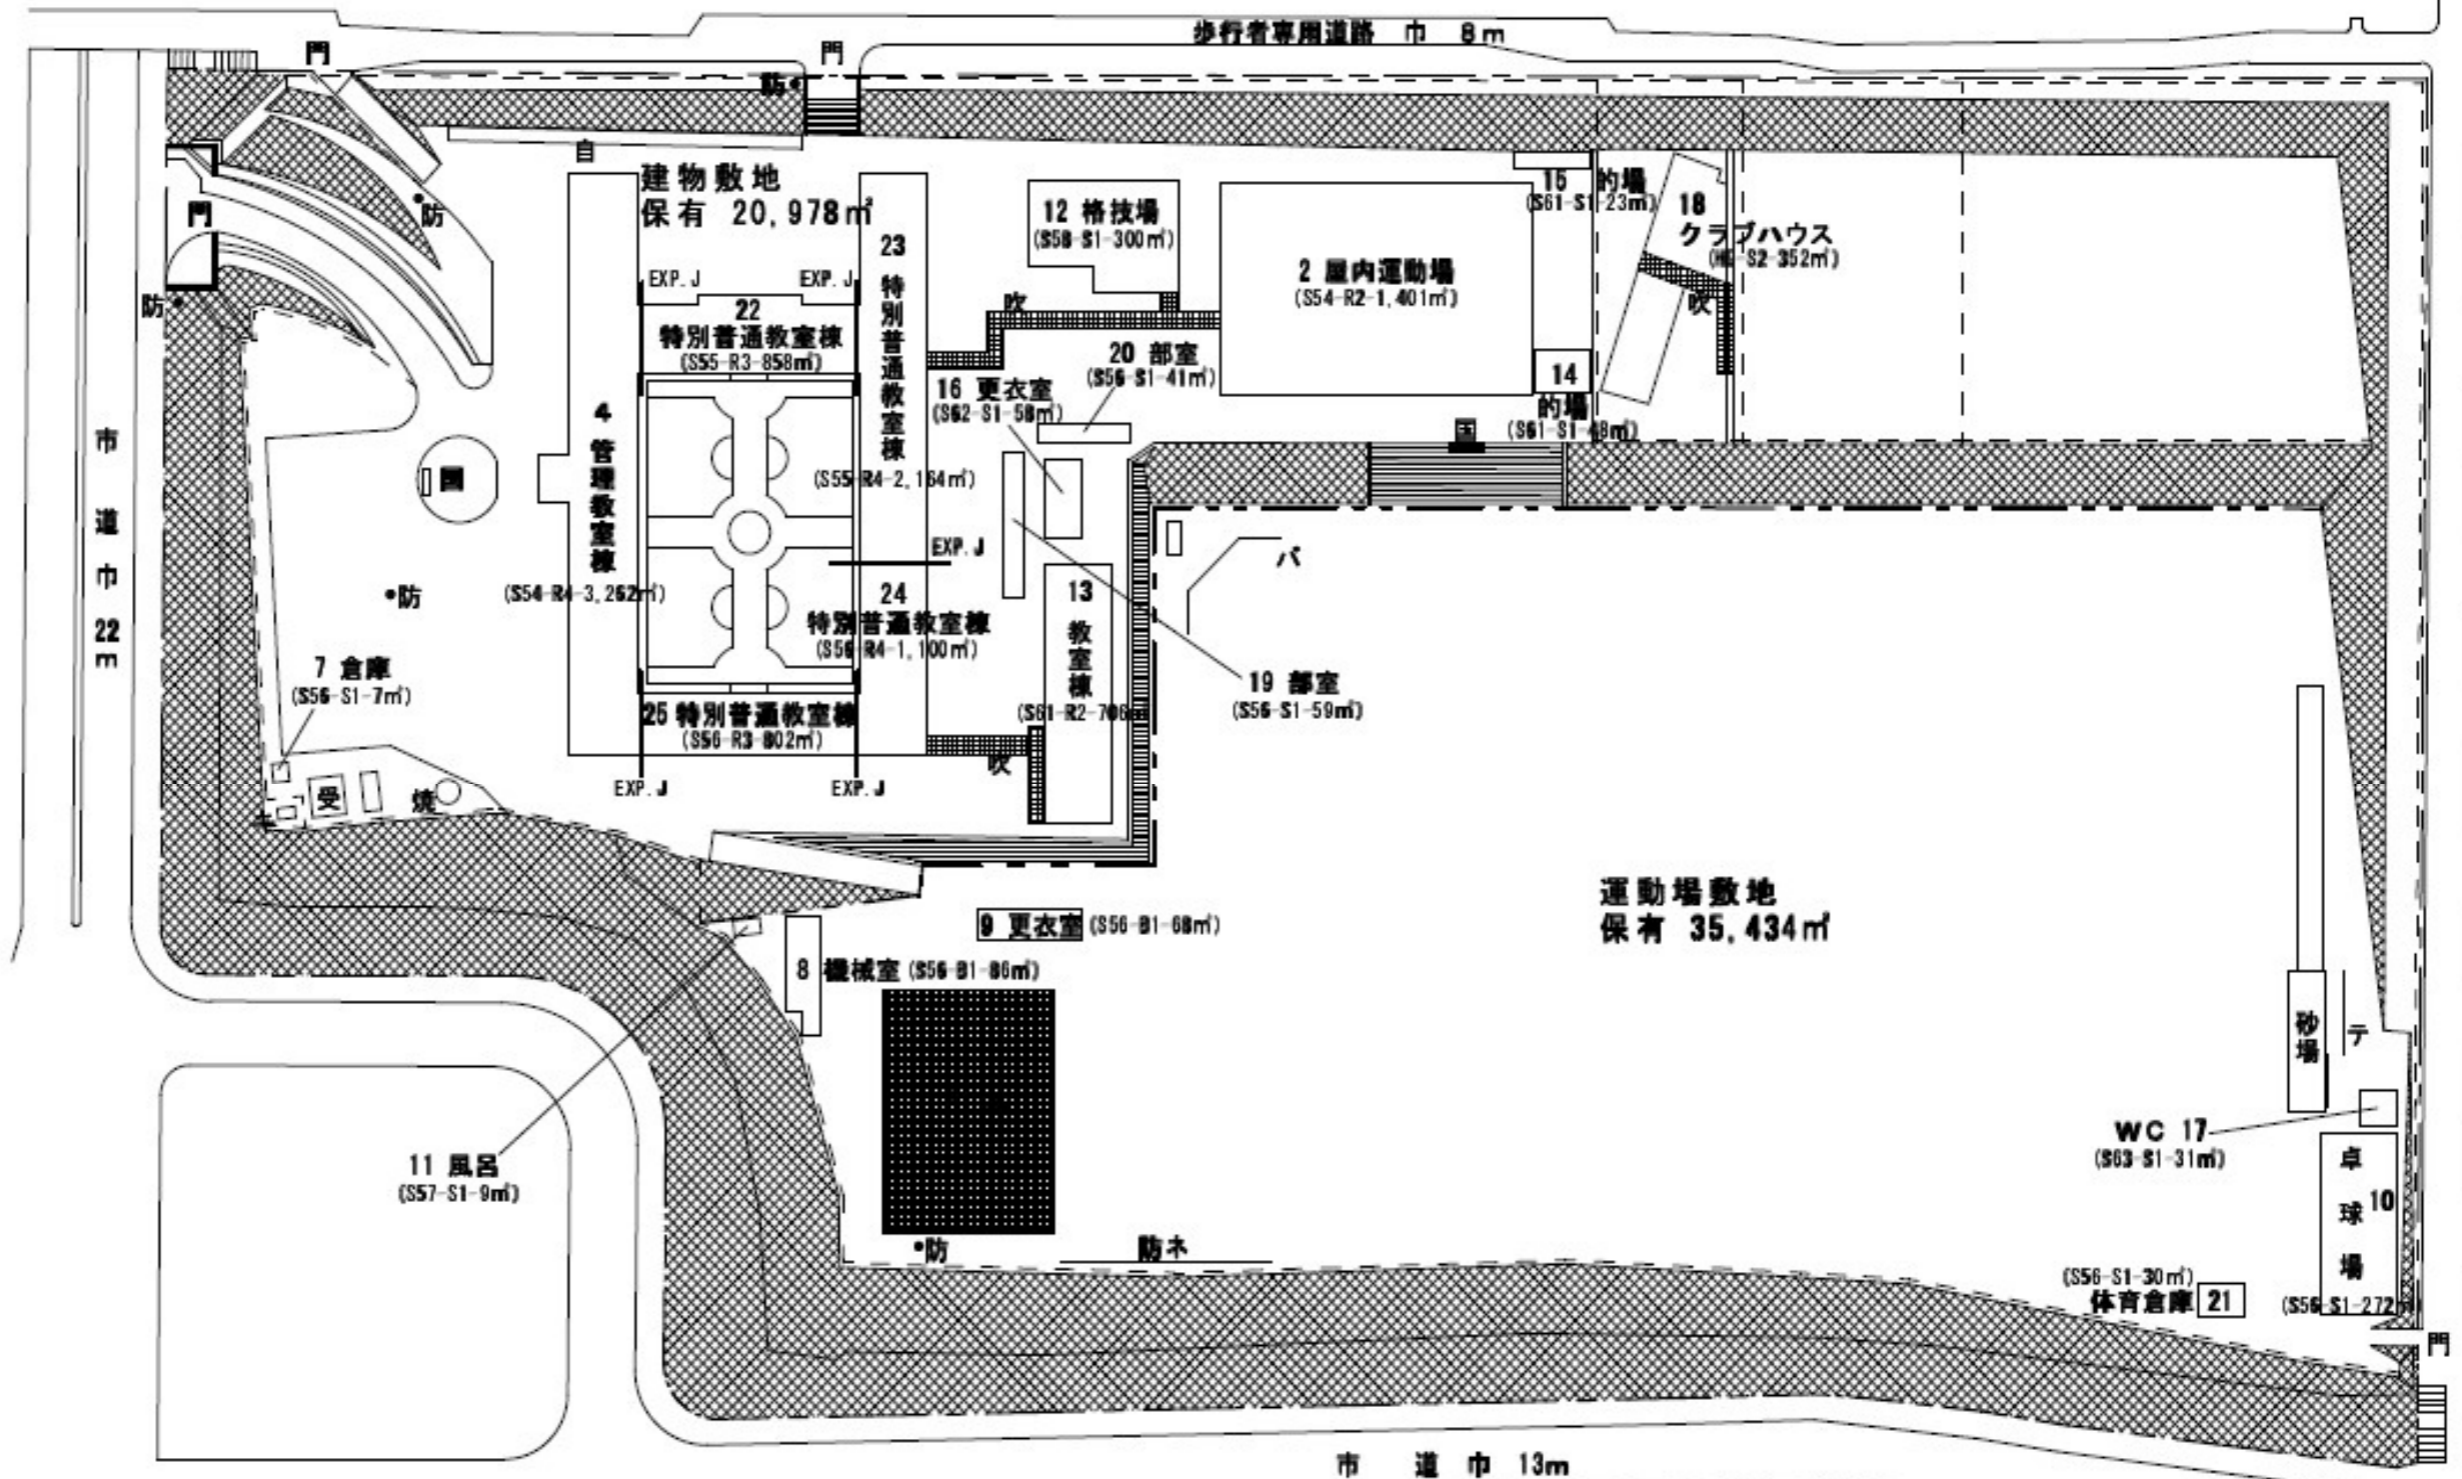 歩行者専用道路 巾 8m
門
門
防
自
建物敷地
保有 20,978㎡
門
防
防
12 格技場
(S58-S1-300㎡)
2 屋内運動場
(S54-R2-1,401㎡)
15 的場
(S61-S1-23㎡)
18
クラブハウス
吹
23 特別普通教室棟
(S55-R4-2,164㎡)
EXP.J
EXP.J
22
特別普通教室棟
(S55-R3-858㎡)
吹
20 部室
(S56-S1-41㎡)
16 更衣室
(S62-S1-58㎡)
14
的場
(S61-S1-48㎡)
国
4 管理教室棟
(S54-R4-3,262㎡)
国
市道巾 22m
防
EXP.J
24
特別普通教室棟
(S56-R4-1,100㎡)
13 教室棟
バ
19 部室
(S56-S1-59㎡)
7 倉庫
(S56-S1-7㎡)
25 特別普通教室棟
(S56-R3-802㎡)
吹
EXP.J
EXP.J
受
焼
運動場敷地
保有 35,434㎡
9 更衣室 (S56-B1-68㎡)
8 機械室 (S56-B1-86㎡)
砂場
テ
11 風呂
(S57-S1-9㎡)
WC 17
(S63-S1-31㎡)
卓球場 10
(S56-S1-272㎡)
防
防ネ
(S56-S1-30㎡)
体育倉庫 21
門
市道巾 13m